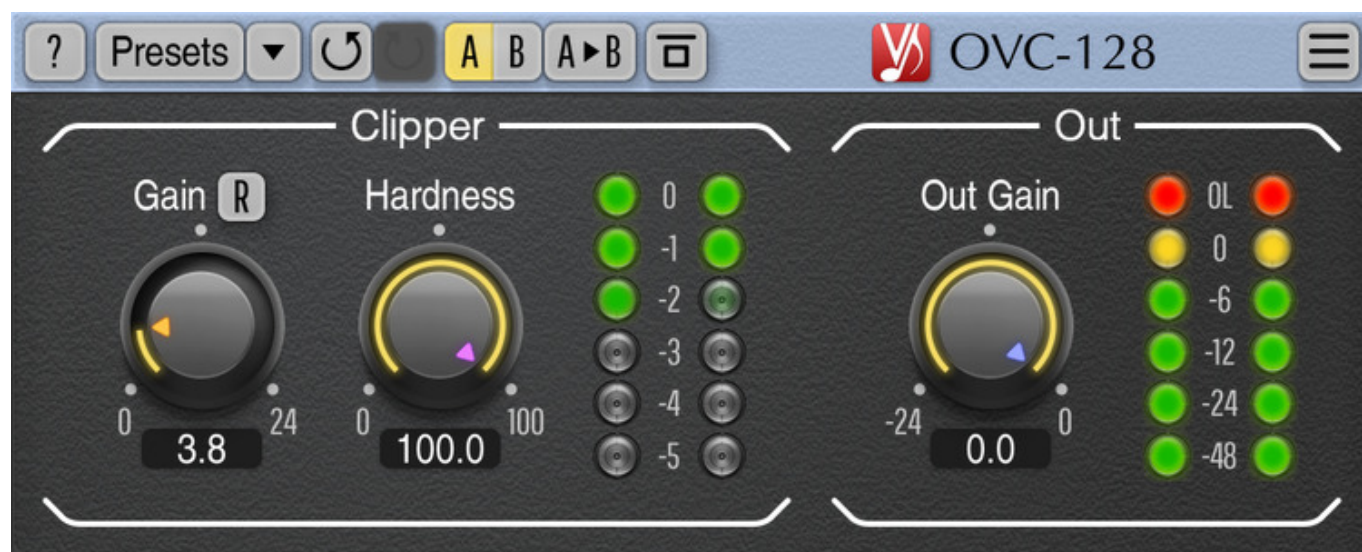 ? Presets ▼ A B A▶B OVC-128
Clipper
Out
Gain R
Hardness
Out Gain
0
-1
-2
-3
-4
-5
OL
0
-6
-12
-24
-48
0 24
3.8
0 100
100.0
-24 0
0.0